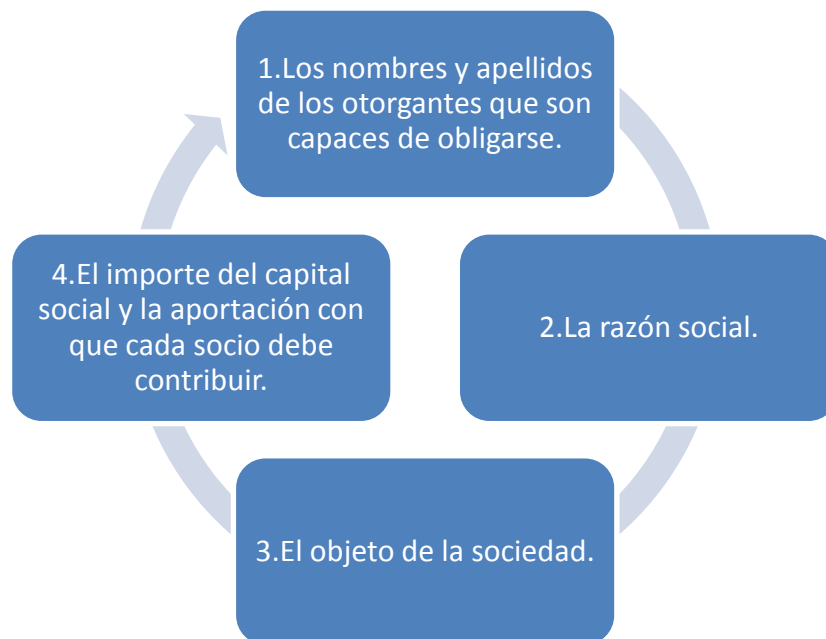 1.Los nombres y apellidos
de los otorgantes que son
capaces de obligarse.
2.La razón social.
3.El objeto de la sociedad.
4.El importe del capital
social y la aportación con
que cada socio debe
contribuir.